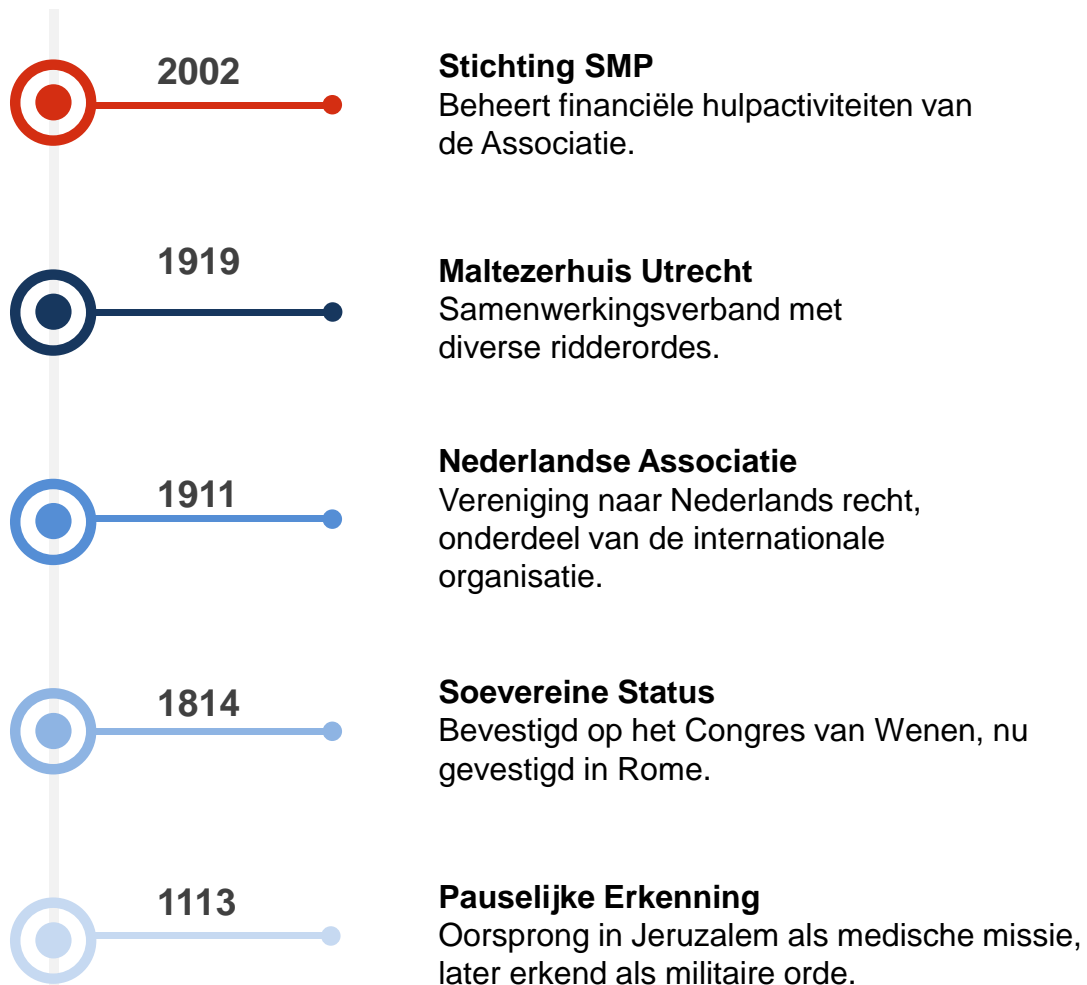 2002
Stichting SMP
Beheert financiële hulpactiviteiten van
de Associatie.
1919
Maltezerhuis Utrecht
Samenwerkingsverband met
diverse ridderordes.
1911
Nederlandse Associatie
Vereniging naar Nederlands recht,
onderdeel van de internationale
organisatie.
1814
Soevereine Status
Bevestigd op het Congres van Wenen, nu
gevestigd in Rome.
1113
Pauselijke Erkenning
Oorsprong in Jeruzalem als medische missie,
later erkend als militaire orde.